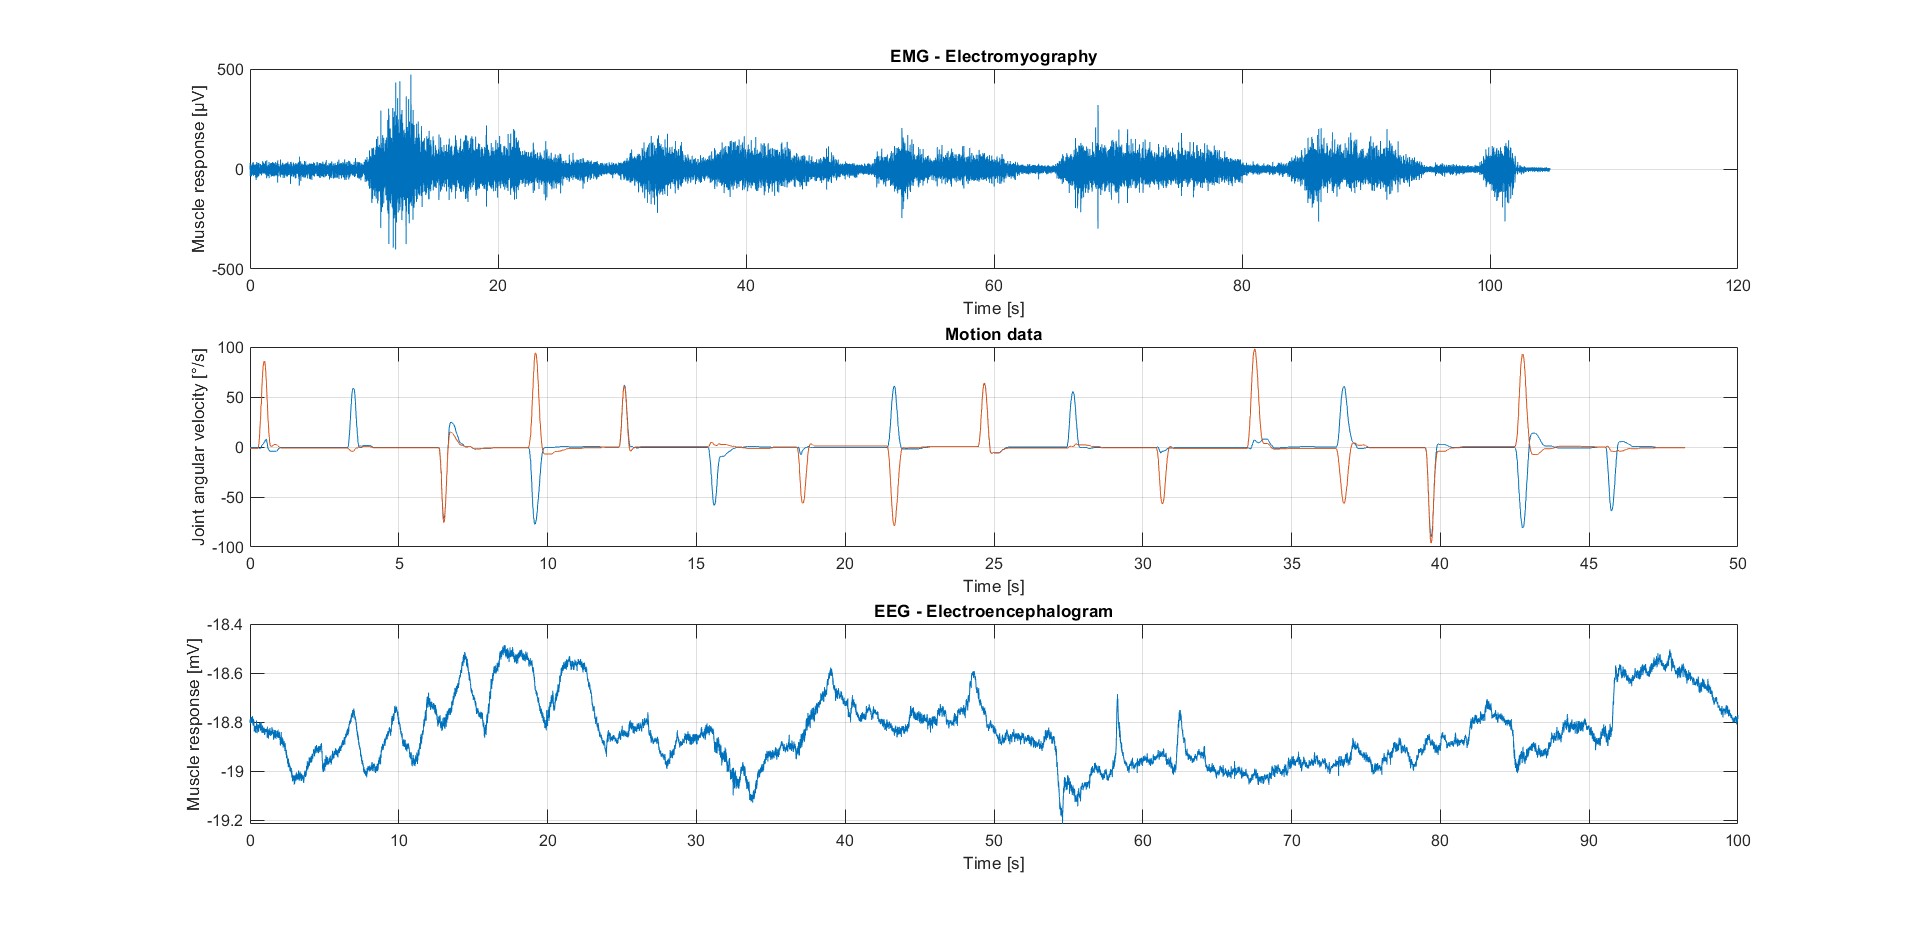 EMG - Electromyography
Muscle response [µV]
500
0
-500
0 20 40 60 80 100 120
Time [s]
Motion data
Joint angular velocity [°/s]
100
50
0
-50
-100
0 5 10 15 20 25 30 35 40 45 50
Time [s]
EEG - Electroencephalogram
Muscle response [mV]
-18.4
-18.6
-18.8
-19
-19.2
0 10 20 30 40 50 60 70 80 90 100
Time [s]